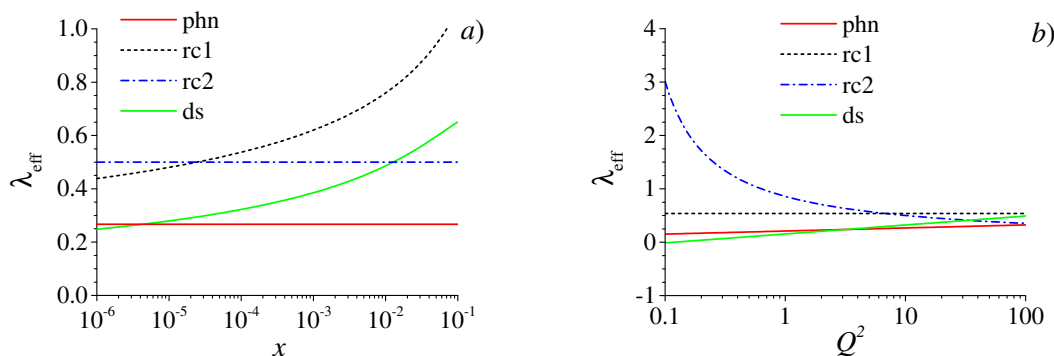 phn
rc1
rc2
ds
a)
1.0
0.8
0.6
0.4
0.2
0.0
λeff
10-6
10-5
10-4
10-3
10-2
10-1
x
phn
rc1
rc2
ds
b)
4
3
2
1
0
-1
λeff
0.1
1
10
100
Q2